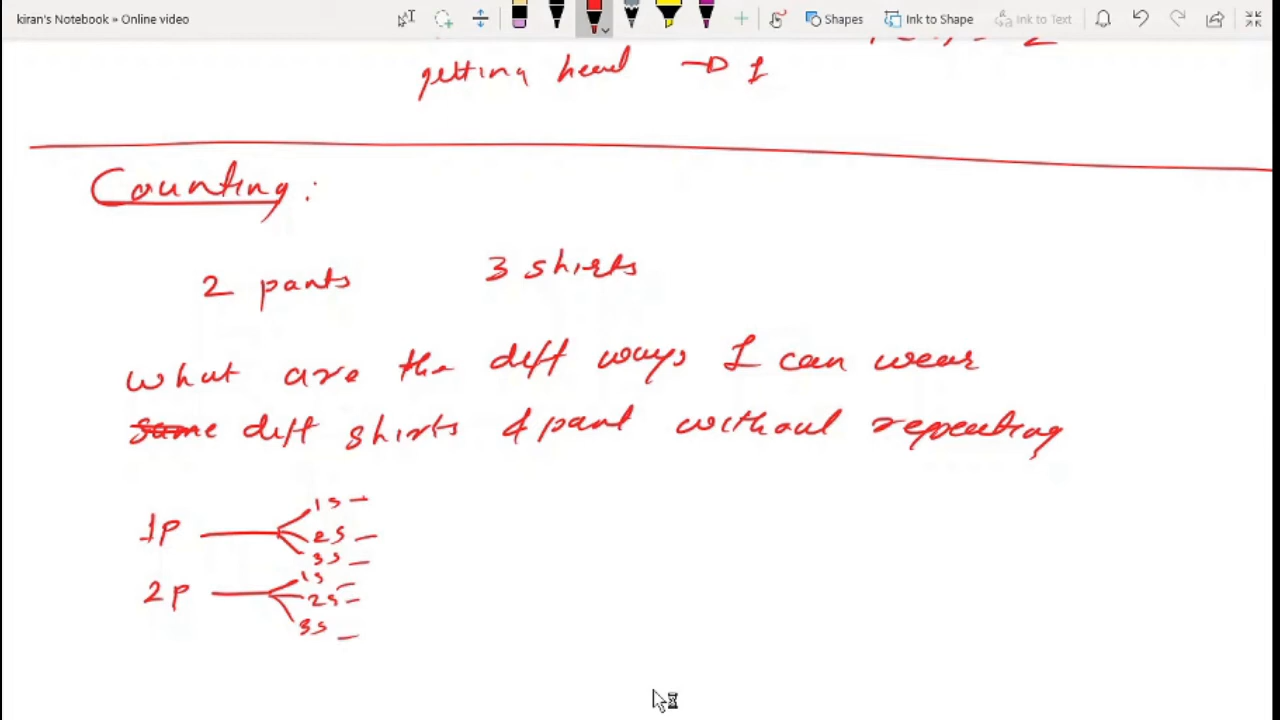 kiran's Notebook » Online video
Shapes
Ink to Shape
Ink to Text
getting head → 1
Counting:
2 pants 3 shirts
What are the diff ways I can wear
same diff shirts & pant without repeating
1P
1S –
2S –
3S –
2P
1S –
2S –
3S –